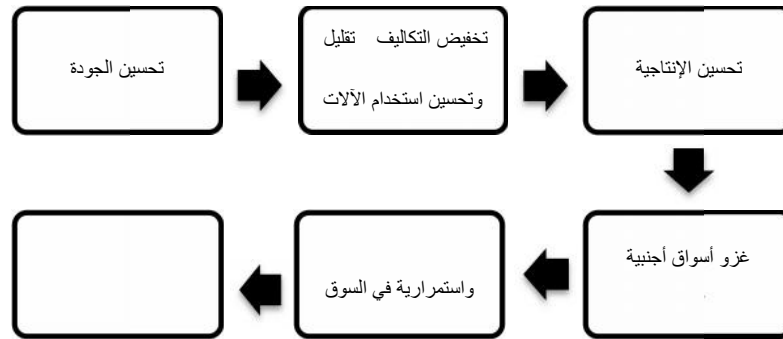 تحسين الجودة
تخفيض التكاليف تقليل
وتحسين استخدام الآلات
تحسين الإنتاجية
غزو أسواق أجنبية
واستمرارية في السوق